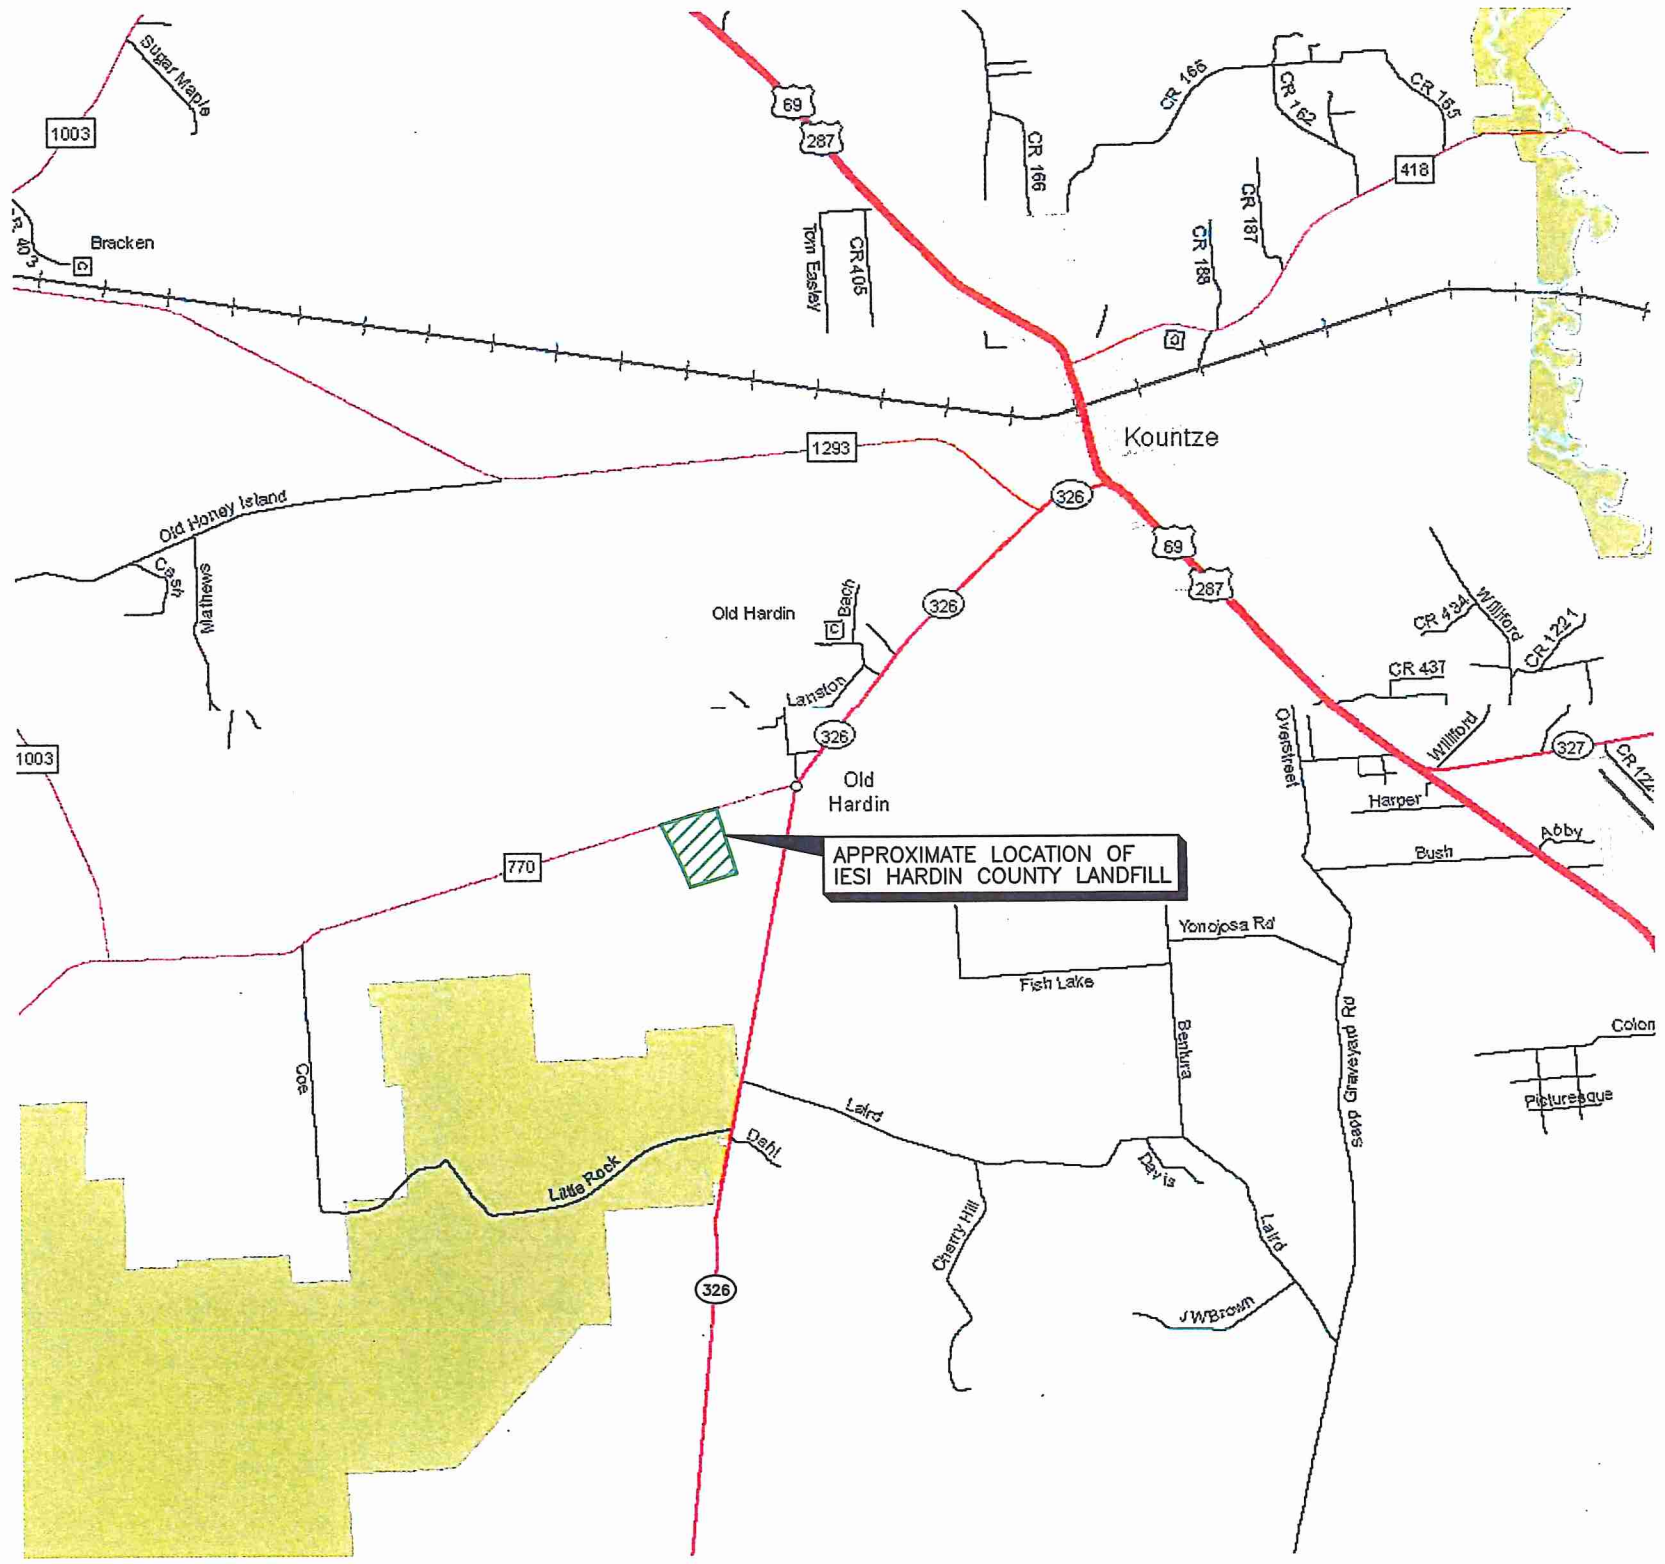 Sugar Maple
1003
69
287
CR 166
CR 162
CR 155
418
CR 166
CR 187
CR 188
Bracken
C
Tom Easley
CR405
Kountze
1293
326
Old Honey Island
Cash
Mathews
69
287
326
Old Hardin
C
Bach
Lanston
326
CR 434
Williford
CR 1221
CR 437
Overstreet
Williford
327
1003
Old
Hardin
Harper
Abby
Bush
770
APPROXIMATE LOCATION OF
IESI HARDIN COUNTY LANDFILL
Yonojosa Rd
Fish Lake
Bentura
Sapp Graveyard Rd
Colon
Picturesque
Coe
Laird
Dahl
Little Rock
Davis
Cherry Hill
Laird
J W Brown
326